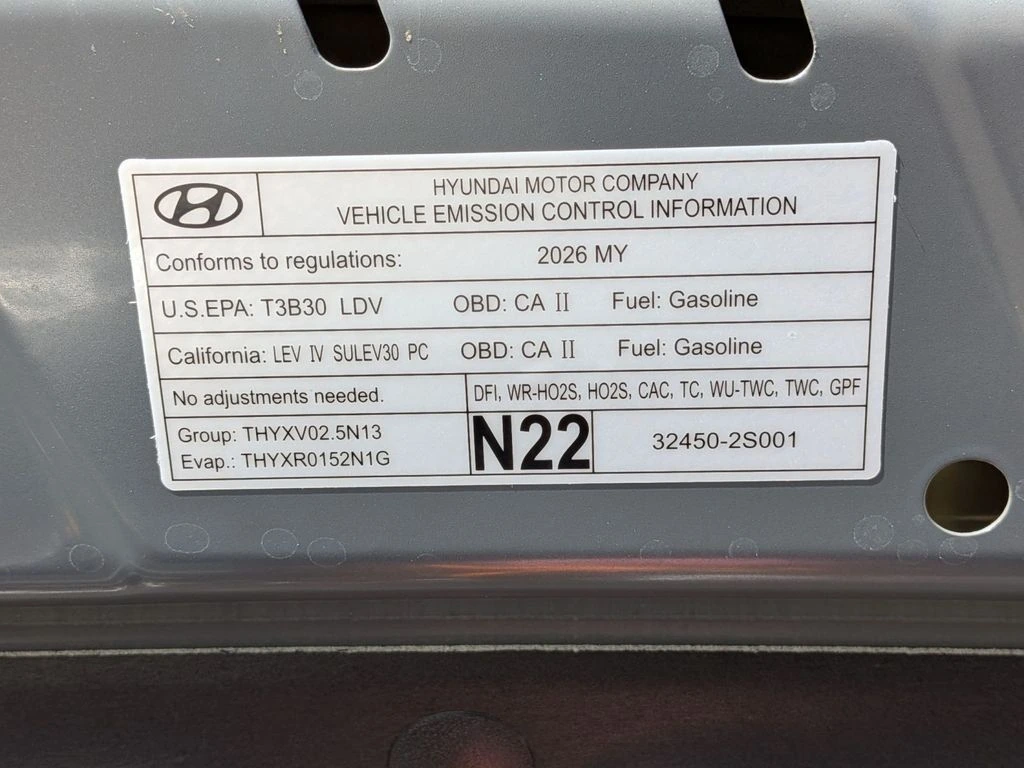 HYUNDAI MOTOR COMPANY
VEHICLE EMISSION CONTROL INFORMATION
Conforms to regulations: 2026 MY
U.S.EPA: T3B30 LDV OBD: CA II Fuel: Gasoline
California: LEV IV SULEV30 PC OBD: CA II Fuel: Gasoline
No adjustments needed. DFI, WR-HO2S, HO2S, CAC, TC, WU-TWC, TWC, GPF
Group: THYXV02.5N13
Evap.: THYXR0152N1G
N22
32450-2S001